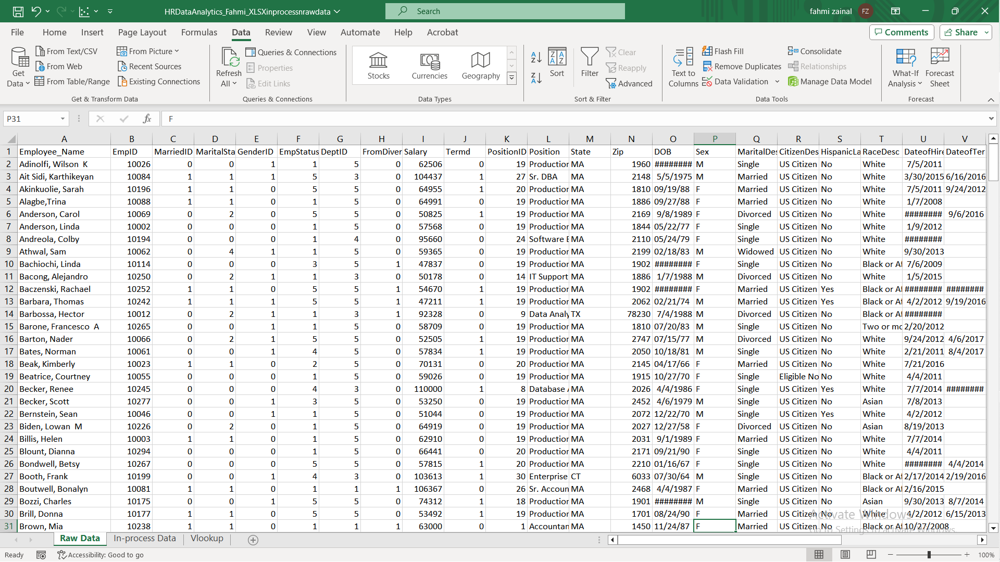 HRDataAnalytics_Fahmi_XLSXinprocessnrawdata
Search
fahmi zainal FZ
File Home Insert Page Layout Formulas Data Review View Automate Help Acrobat
Comments Share
Get Data
From Text/CSV
From Web
From Table/Range
From Picture
Recent Sources
Existing Connections
Get & Transform Data
Refresh All
Queries & Connections
Properties
Edit Links
Queries & Connections
Stocks Currencies Geography
Data Types
Sort
Filter
Clear
Reapply
Advanced
Sort & Filter
Text to Columns
Flash Fill
Remove Duplicates
Data Validation
Consolidate
Relationships
Manage Data Model
Data Tools
What-If Analysis
Forecast Sheet
Forecast
P31 fx F
A B C D E F G H I J K L M N O P Q R S T U V
1 Employee_Name EmpID MarriedID MaritalSta GenderID EmpStatus DeptID FromDiver Salary Termd PositionID Position State Zip DOB Sex MaritalDes CitizenDes HispanicLa RaceDesc DateofHire DateofTer
2 Adinolfi, Wilson K 10026 0 0 1 1 5 0 62506 0 19 Production MA 1960 ######## M Single US Citizen No White 7/5/2011
3 Ait Sidi, Karthikeyan 10084 1 1 1 5 3 0 104437 1 27 Sr. DBA MA 2148 5/5/1975 M Married US Citizen No White 3/30/2015 6/16/2016
4 Akinkuolie, Sarah 10196 1 1 0 5 5 0 64955 1 20 Production MA 1810 09/19/88 F Married US Citizen No White 7/5/2011 9/24/2012
5 Alagbe,Trina 10088 1 1 0 1 5 0 64991 0 19 Production MA 1886 09/27/88 F Married US Citizen No White 1/7/2008
6 Anderson, Carol 10069 0 2 0 5 5 0 50825 1 19 Production MA 2169 9/8/1989 F Divorced US Citizen No White ######## 9/6/2016
7 Anderson, Linda 10002 0 0 0 1 5 0 57568 0 19 Production MA 1844 05/22/77 F Single US Citizen No White 1/9/2012
8 Andreola, Colby 10194 0 0 0 1 4 0 95660 0 24 Software E MA 2110 05/24/79 F Single US Citizen No White ########
9 Athwal, Sam 10062 0 4 1 1 5 0 59365 0 19 Production MA 2199 02/18/83 M Widowed US Citizen No White 9/30/2013
10 Bachiochi, Linda 10114 0 0 0 3 5 1 47837 0 19 Production MA 1902 ######## F Single US Citizen No Black or Af 7/6/2009
11 Bacong, Alejandro 10250 0 2 1 1 3 0 50178 0 14 IT Support MA 1886 1/7/1988 M Divorced US Citizen No White 1/5/2015
12 Baczenski, Rachael 10252 1 1 0 5 5 1 54670 1 19 Production MA 1902 ######## F Married US Citizen Yes Black or Af ######## ########
13 Barbara, Thomas 10242 1 1 1 5 5 1 47211 1 19 Production MA 2062 02/21/74 M Married US Citizen Yes Black or Af 4/2/2012 9/19/2016
14 Barbossa, Hector 10012 0 2 1 1 3 1 92328 0 9 Data Analy TX 78230 7/4/1988 M Divorced US Citizen No Black or Af ########
15 Barone, Francesco A 10265 0 0 1 1 5 0 58709 0 19 Production MA 1810 07/20/83 M Single US Citizen No Two or mo 2/20/2012
16 Barton, Nader 10066 0 2 1 5 5 0 52505 1 19 Production MA 2747 07/15/77 M Divorced US Citizen No White 9/24/2012 4/6/2017
17 Bates, Norman 10061 0 0 1 4 5 0 57834 1 19 Production MA 2050 10/18/81 M Single US Citizen No White 2/21/2011 8/4/2017
18 Beak, Kimberly 10023 1 1 0 2 5 0 70131 0 20 Production MA 2145 04/17/66 F Married US Citizen No White 7/21/2016
19 Beatrice, Courtney 10055 0 0 0 1 5 0 59026 0 19 Production MA 1915 10/27/70 F Single Eligible No No White 4/4/2011
20 Becker, Renee 10245 0 0 0 4 3 0 110000 1 8 Database A MA 2026 4/4/1986 F Single US Citizen Yes White 7/7/2014 ########
21 Becker, Scott 10277 0 0 1 3 5 0 53250 0 19 Production MA 2452 4/6/1979 M Single US Citizen No Asian 7/8/2013
22 Bernstein, Sean 10046 0 0 1 1 5 0 51044 0 19 Production MA 2072 12/22/70 M Single US Citizen Yes White 4/2/2012
23 Biden, Lowan M 10226 0 2 0 1 5 0 64919 0 19 Production MA 2027 12/27/58 F Divorced US Citizen No Asian 8/19/2013
24 Billis, Helen 10003 1 1 0 1 5 0 62910 0 19 Production MA 2031 9/1/1989 F Married US Citizen No White 7/7/2014
25 Blount, Dianna 10294 0 0 0 1 5 0 66441 0 20 Production MA 2171 09/21/90 F Single US Citizen No White 4/4/2011
26 Bondwell, Betsy 10267 0 0 0 5 5 0 57815 1 20 Production MA 2210 01/16/67 F Single US Citizen No White ######## 4/4/2014
27 Booth, Frank 10199 0 0 1 4 3 0 103613 1 30 Enterprise CT 6033 07/30/64 M Single US Citizen No Black or Af 2/17/2014 2/19/2016
28 Boutwell, Bonalyn 10081 1 1 0 1 1 1 106367 0 26 Sr. Accoun MA 2468 4/4/1987 F Married US Citizen No Black or Af 2/16/2015
29 Bozzi, Charles 10175 0 0 1 5 5 0 74312 1 18 Production MA 1901 ######## M Single US Citizen No Asian 9/30/2013 8/7/2014
30 Brill, Donna 10177 1 1 0 5 5 0 53492 1 19 Production MA 1701 08/24/90 F Married US Citizen No White 4/2/2012 6/15/2013
31 Brown, Mia 10238 1 1 0 1 1 1 63000 0 1 Accountan MA 1450 11/24/87 F Married US Citizen No Black or Af 10/27/2008
Activate Windows
Go to Settings to activate Windows.
Raw Data In-process Data Vlookup
Ready Accessibility: Good to go 100%